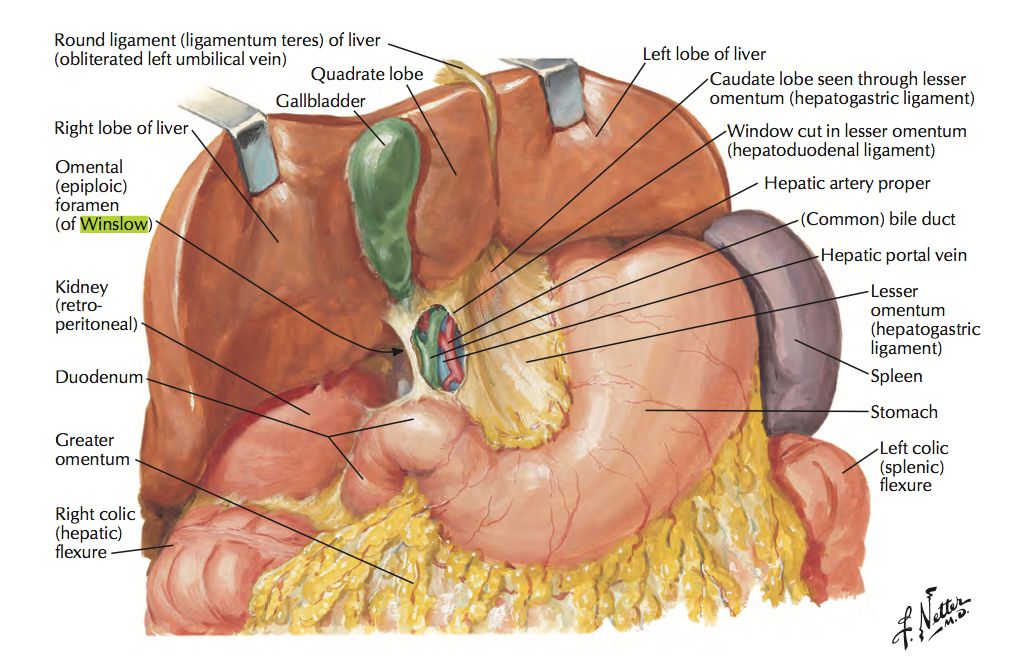 Round ligament (ligamentum teres) of liver
(obliterated left umbilical vein)
Quadrate lobe
Gallbladder
Right lobe of liver
Omental
(epiploic)
foramen
(of Winslow)
Kidney
(retro-
peritoneal)
Duodenum
Greater
omentum
Right colic
(hepatic)
flexure
Left lobe of liver
Caudate lobe seen through lesser
omentum (hepatogastric ligament)
Window cut in lesser omentum
(hepatoduodenal ligament)
Hepatic artery proper
(Common) bile duct
Hepatic portal vein
Lesser
omentum
(hepatogastric
ligament)
Spleen
Stomach
Left colic
(splenic)
flexure
F. Netter
M.D.